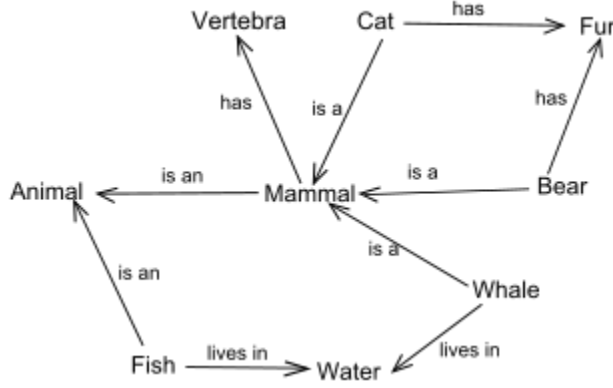 Vertebra
Cat
has
Fur
has
is a
has
Animal
is an
Mammal
is a
Bear
is an
is a
Whale
Fish
lives in
Water
lives in